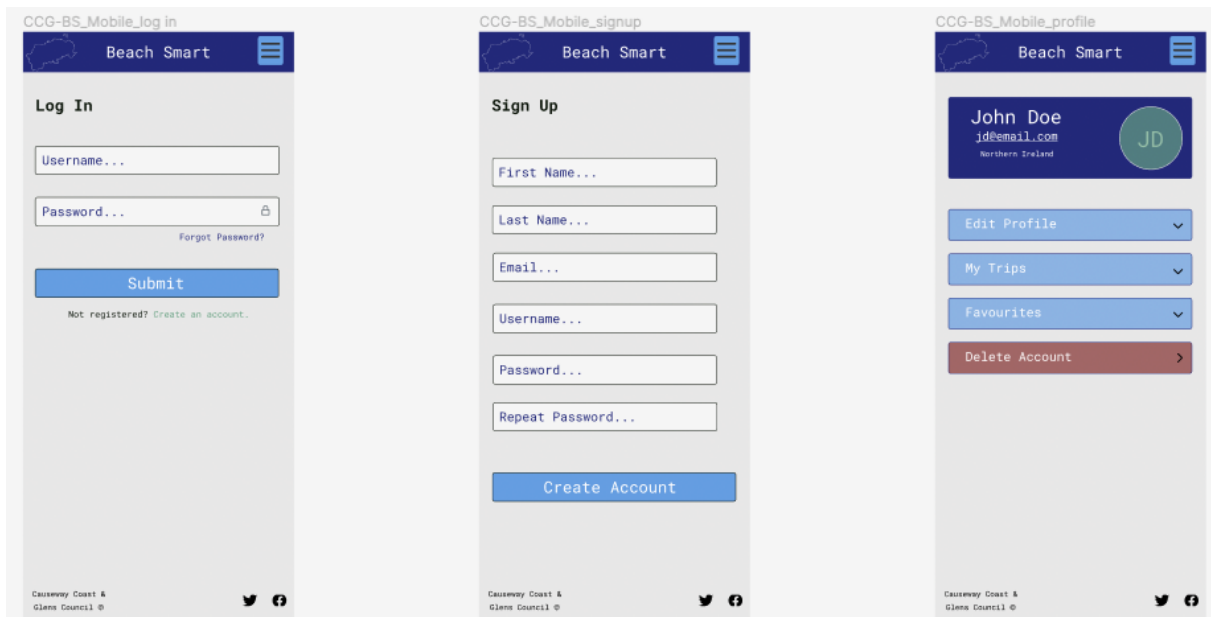 CCG-BS_Mobile_log in
Beach Smart
Log In
Username...
Password...
Forgot Password?
Submit
Not registered? Create an account.
Causeway Coast &
Glens Council ©
CCG-BS_Mobile_signup
Beach Smart
Sign Up
First Name...
Last Name...
Email...
Username...
Password...
Repeat Password...
Create Account
Causeway Coast &
Glens Council ©
CCG-BS_Mobile_profile
Beach Smart
John Doe
jd@email.com
Northern Ireland
JD
Edit Profile
My Trips
Favourites
Delete Account
Causeway Coast &
Glens Council ©